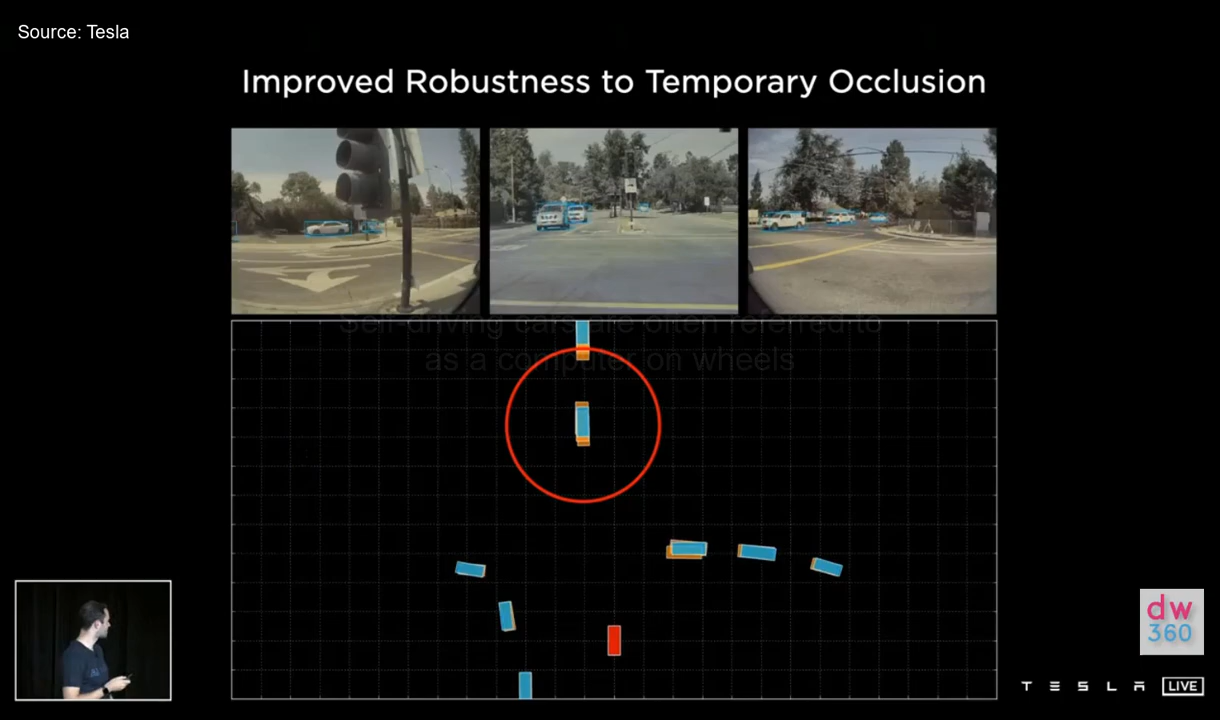 Source: Tesla
Improved Robustness to Temporary Occlusion
Self-driving cars are often referred to
as a computer on wheels
dw
360
TESLA LIVE